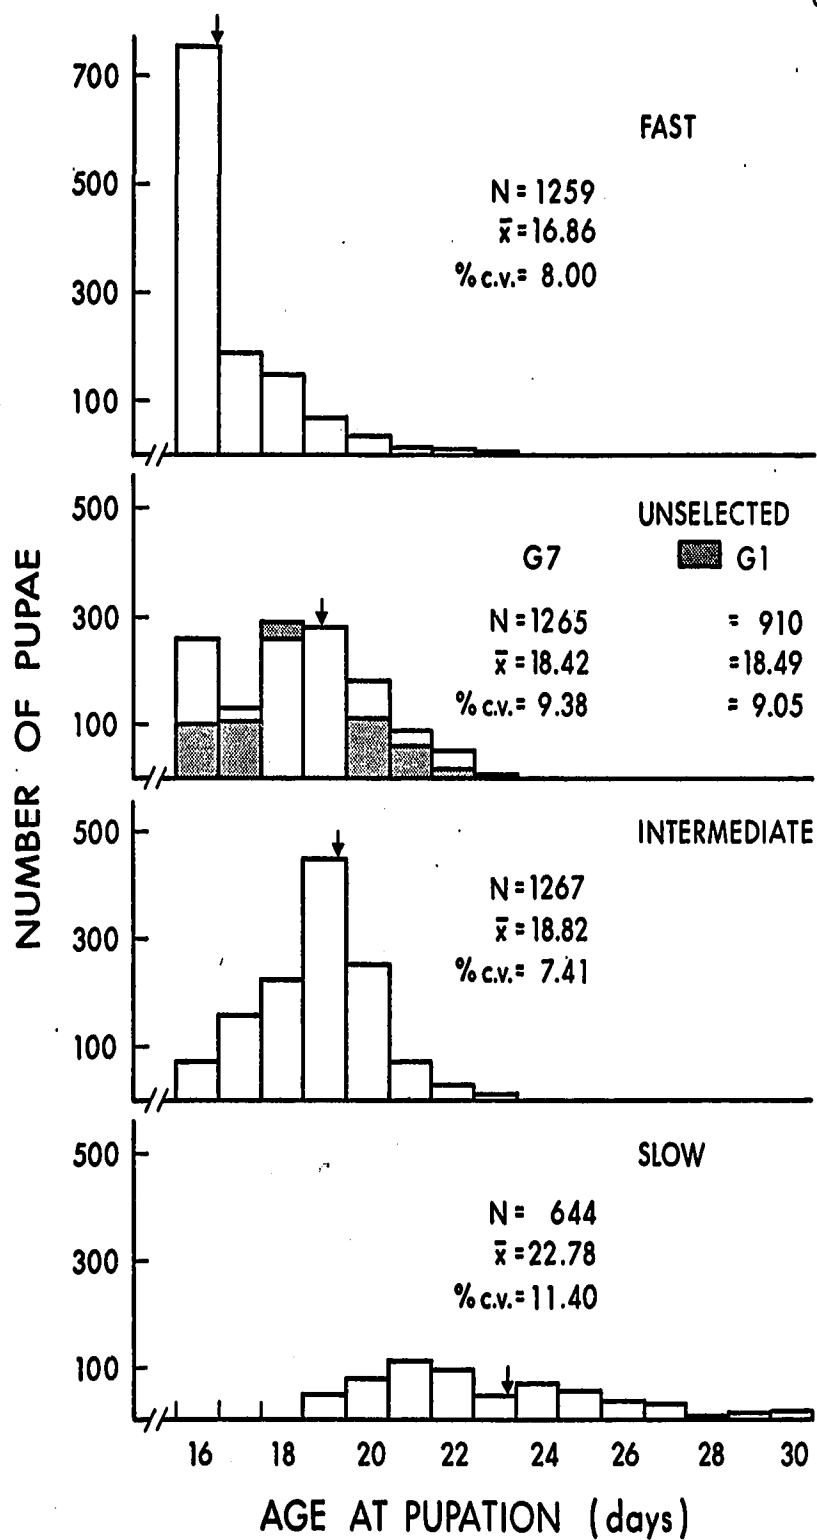 700
500
300
100
FAST
N = 1259
x̄ = 16.86
% c.v. = 8.00
500
300
100
UNSELECTED
G7 G1
N = 1265 = 910
x̄ = 18.42 = 18.49
% c.v. = 9.38 = 9.05
NUMBER OF PUPAE
500
300
100
INTERMEDIATE
N = 1267
x̄ = 18.82
% c.v. = 7.41
500
300
100
SLOW
N = 644
x̄ = 22.78
% c.v. = 11.40
16 18 20 22 24 26 28 30
AGE AT PUPATION (days)